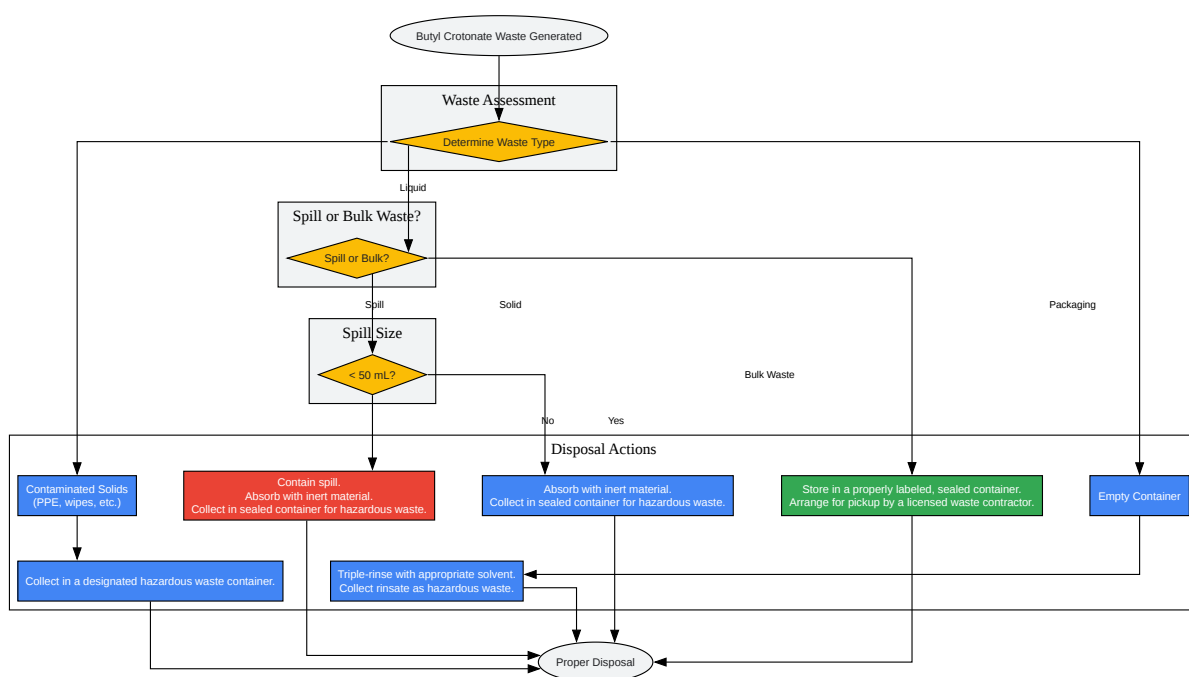 Butyl Crotonate Waste Generated
Waste Assessment
Determine Waste Type
Liquid
Spill or Bulk Waste?
Spill or Bulk?
Spill
Solid
Packaging
Spill Size
< 50 mL?
Bulk Waste
No
Yes
Disposal Actions
Contaminated Solids
(PPE, wipes, etc.)
Contain spill.
Absorb with inert material.
Collect in sealed container for hazardous waste.
Absorb with inert material.
Collect in sealed container for hazardous waste.
Store in a properly labeled, sealed container.
Arrange for pickup by a licensed waste contractor.
Empty Container
Collect in a designated hazardous waste container.
Triple-rinse with appropriate solvent.
Collect rinsate as hazardous waste.
Proper Disposal